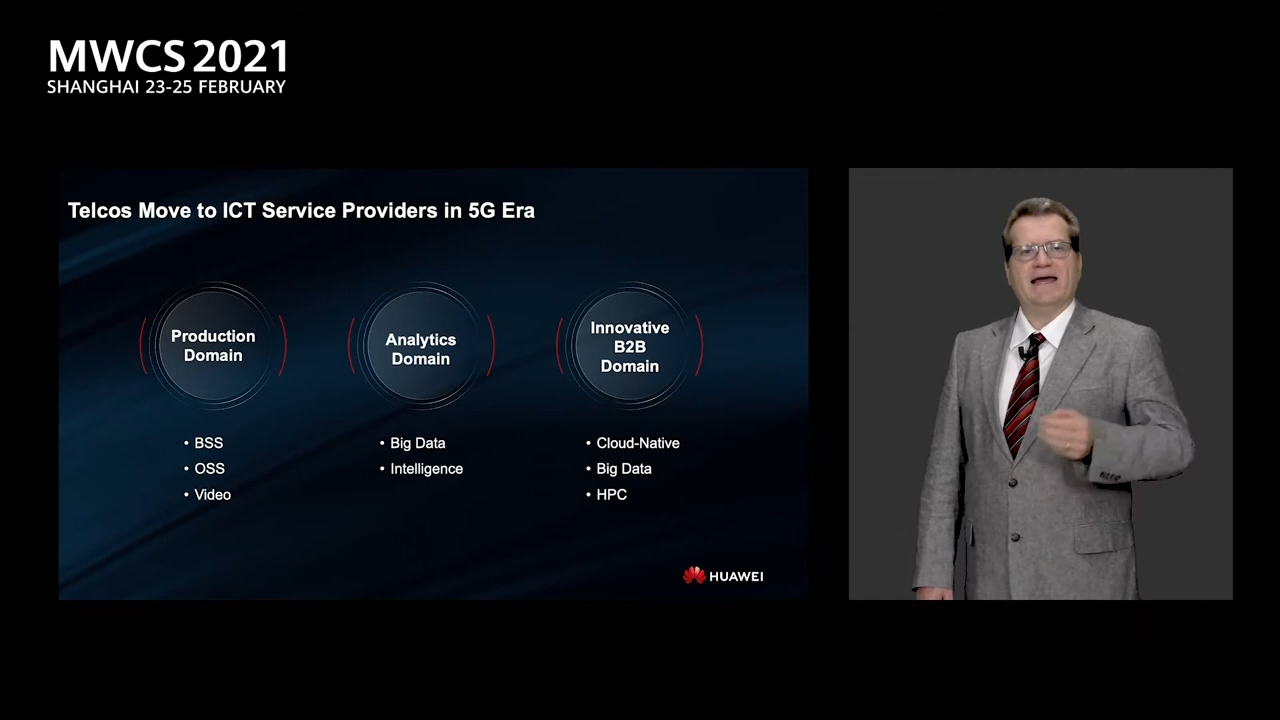 MWCS 2021
SHANGHAI 23-25 FEBRUARY
Telcos Move to ICT Service Providers in 5G Era
Production
Domain
• BSS
• OSS
• Video
Analytics
Domain
• Big Data
• Intelligence
Innovative
B2B
Domain
• Cloud-Native
• Big Data
• HPC
HUAWEI